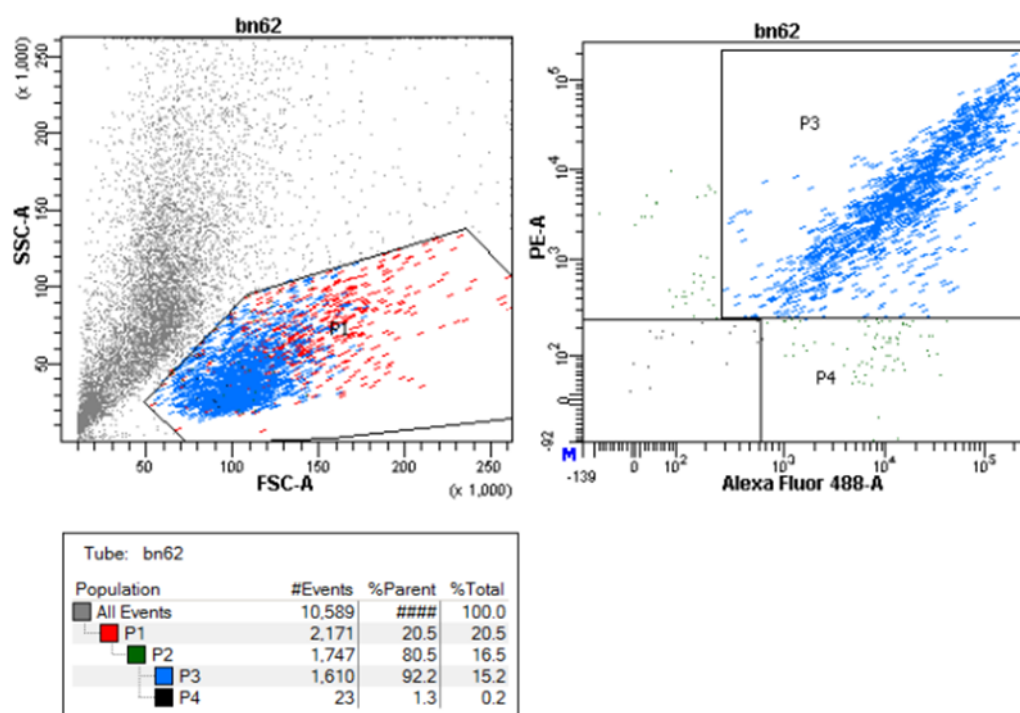 bn62
(x 1,000)
250
200
150
100
50
SSC-A
P1
50 100 150 200 250
FSC-A
(x 1,000)
bn62
PE-A
10^5
10^4
10^3
10^2
0
-92
P3
P4
M
-139
0 10^2 10^3 10^4 10^5
Alexa Fluor 488-A
Tube: bn62
Population #Events %Parent %Total
All Events 10,589 #### 100.0
P1 2,171 20.5 20.5
P2 1,747 80.5 16.5
P3 1,610 92.2 15.2
P4 23 1.3 0.2